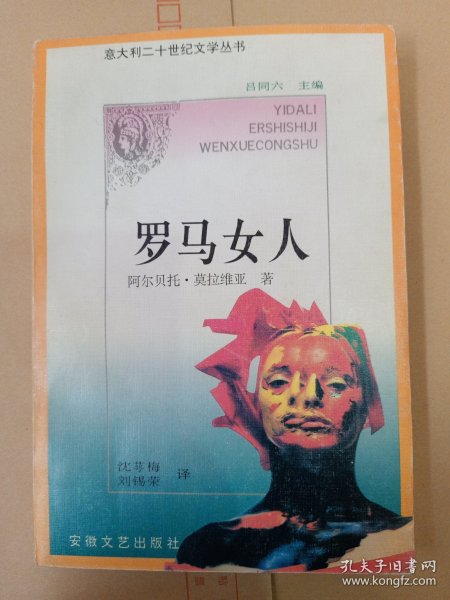 意大利二十世纪文学丛书
吕同六 主编
YIDALI
ERSHISHIJI
WENXUECONGSHU
罗马女人
阿尔贝托·莫拉维亚 著
沈萼梅
刘锡荣 译
安徽文艺出版社
孔夫子旧书网
www.kongfz.com